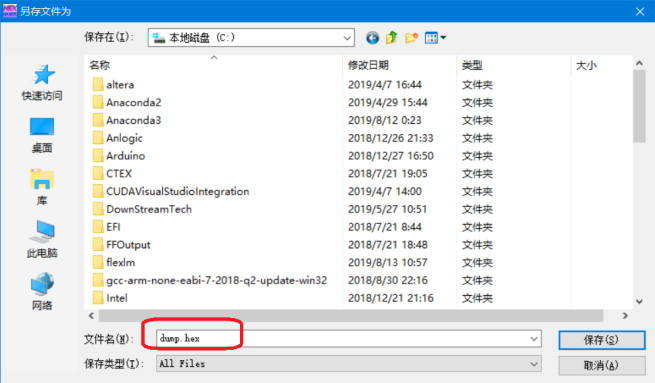 另存文件为
保存在(I): 本地磁盘 (C:)
名称 修改日期 类型 大小
altera 2019/4/7 16:44 文件夹
Anaconda2 2019/4/29 15:44 文件夹
Anaconda3 2019/8/12 0:23 文件夹
Anlogic 2018/12/26 21:33 文件夹
Arduino 2018/12/27 16:50 文件夹
CTEX 2018/7/21 19:05 文件夹
CUDAVisualStudioIntegration 2019/4/7 14:00 文件夹
DownStreamTech 2019/5/27 10:51 文件夹
EFI 2018/7/21 8:44 文件夹
FFOutput 2018/7/21 18:48 文件夹
flexlm 2019/8/13 10:57 文件夹
gcc-arm-none-eabi-7-2018-q2-update-win32 2018/8/30 22:16 文件夹
Intel 2018/12/21 21:16 文件夹
快速访问
桌面
库
此电脑
网络
文件名(N): dump.hex 保存(S)
保存类型(T): All Files 取消(A)